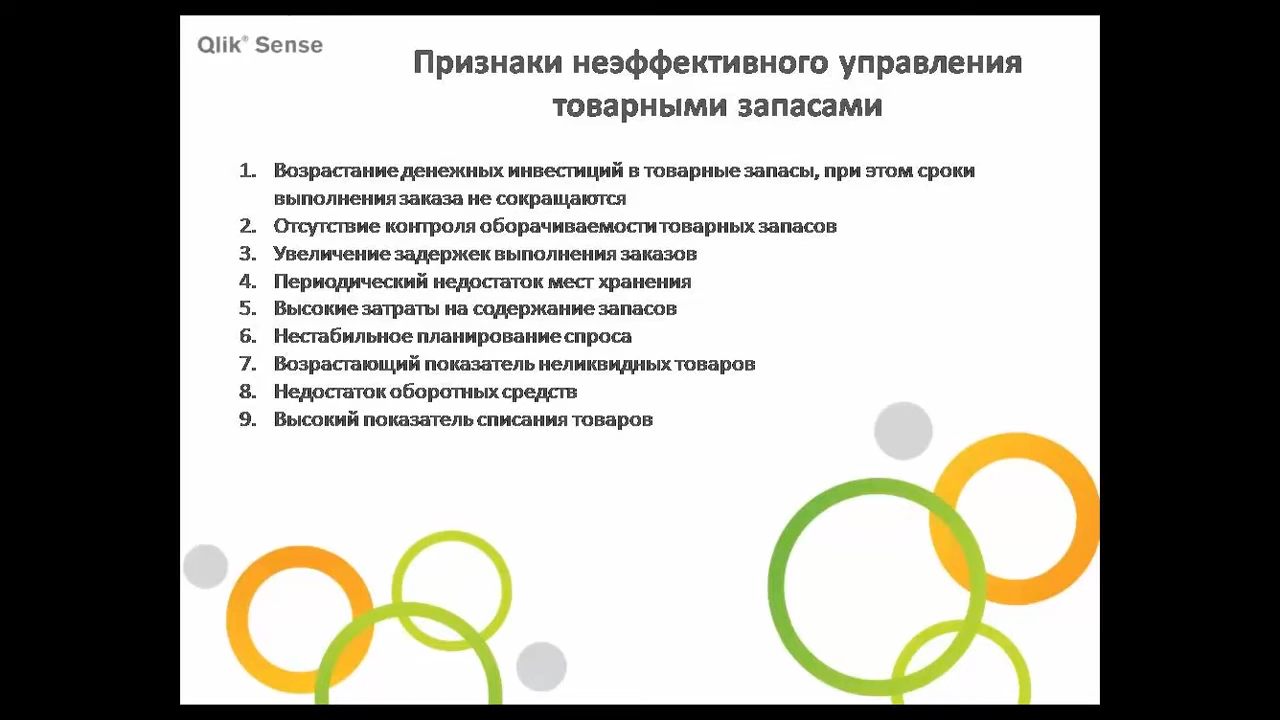 Qlik® Sense
Признаки неэффективного управления
товарными запасами
1. Возрастание денежных инвестиций в товарные запасы, при этом сроки
выполнения заказа не сокращаются
2. Отсутствие контроля оборачиваемости товарных запасов
3. Увеличение задержек выполнения заказов
4. Периодический недостаток мест хранения
5. Высокие затраты на содержание запасов
6. Нестабильное планирование спроса
7. Возрастающий показатель неликвидных товаров
8. Недостаток оборотных средств
9. Высокий показатель списания товаров